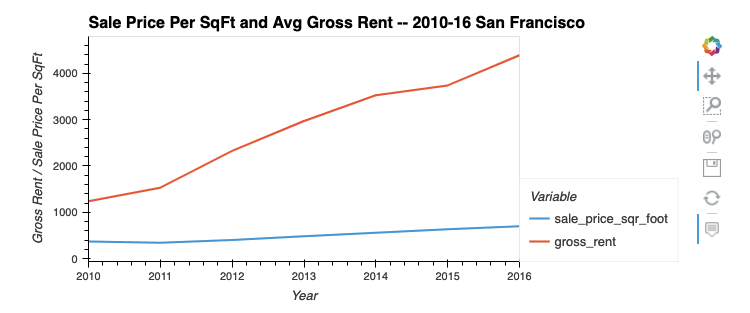 Sale Price Per SqFt and Avg Gross Rent -- 2010-16 San Francisco
Gross Rent / Sale Price Per SqFt
4000
3000
2000
1000
0
2010 2011 2012 2013 2014 2015 2016
Year
Variable
sale_price_sqr_foot
gross_rent